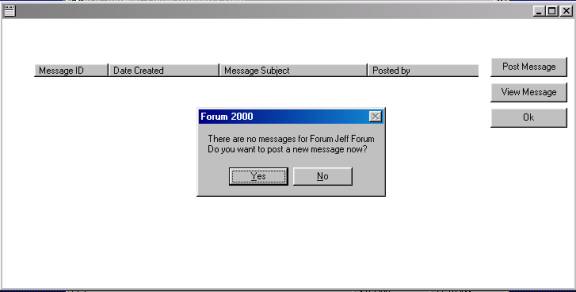 Message ID Date Created Message Subject Posted by
Post Message
View Message
Ok
Forum 2000
There are no messages for Forum Jeff Forum
Do you want to post a new message now?
Yes No